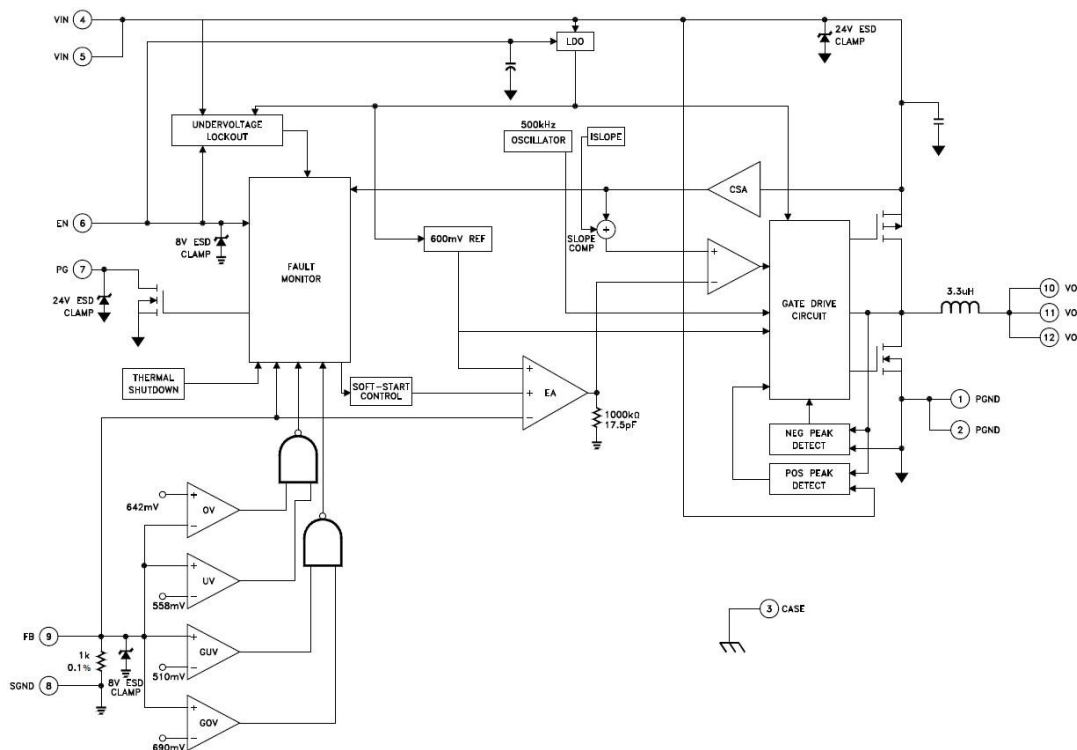 VIN 4
VIN 5
24V ESD
CLAMP
LDO
UNDERVOLTAGE
LOCKOUT
500kHz
OSCILLATOR
ISLOPE
CSA
EN 6
8V ESD
CLAMP
FAULT
MONITOR
600mV REF
SLOPE
COMP
+
+
−
PG 7
24V ESD
CLAMP
GATE DRIVE
CIRCUIT
3.3uH
10 VO
11 VO
12 VO
THERMAL
SHUTDOWN
SOFT-START
CONTROL
+
+
−
EA
1000kΩ
17.5pF
1 PGND
2 PGND
NEG PEAK
DETECT
POS PEAK
DETECT
642mV
+
−
OV
+
−
UV
558mV
FB 9
1k
0.1%
8V ESD
CLAMP
+
−
GUV
510mV
SGND 8
+
−
GOV
690mV
3 CASE